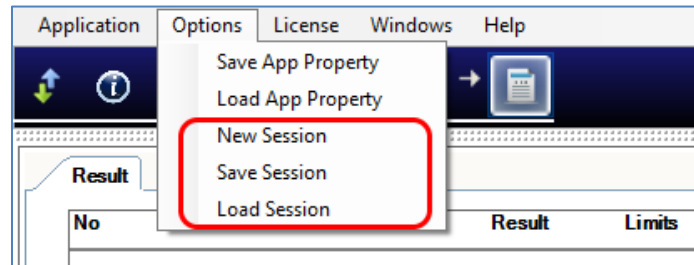 Application Options License Windows Help
Save App Property
Load App Property
New Session
Save Session
Load Session
Result
No Result Limits